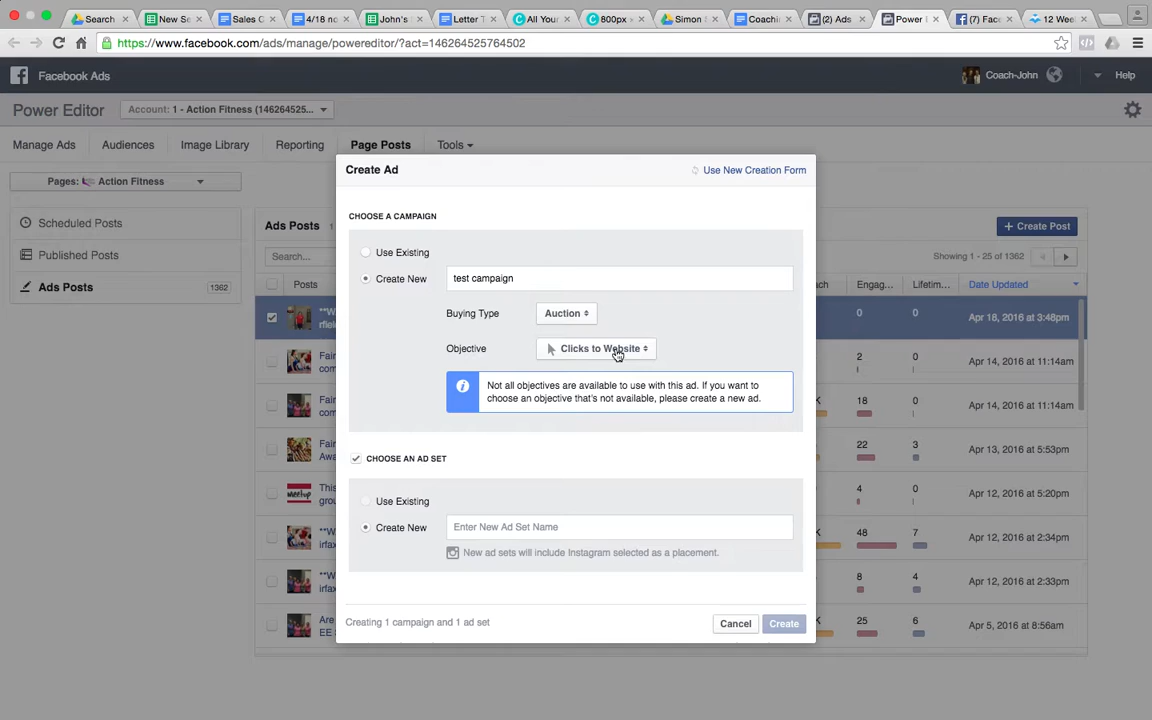 Search
New Se
Sales C
4/18 no
John's
Letter T
All Your
800px ×
Simon &
Coachin
(2) Ads
Power E
(7) Face
12 Week
https://www.facebook.com/ads/manage/powereditor/?act=146264525764502
Facebook Ads
Coach-John
Help
Power Editor
Account: 1 - Action Fitness (146264525...
Manage Ads
Audiences
Image Library
Reporting
Page Posts
Tools
Pages: Action Fitness
Scheduled Posts
Published Posts
Ads Posts 1362
Ads Posts 1
+ Create Post
Search...
Showing 1 - 25 of 1362
Posts
ach
Engag...
Lifetim...
Date Updated
**W
rfield
0 0 Apr 18, 2016 at 3:48pm
Fair
com
2 0 Apr 14, 2016 at 11:14am
Fair
com
K 18 0 Apr 14, 2016 at 11:14am
Fair
Awa
22 3 Apr 13, 2016 at 5:53pm
This
grou
4 0 Apr 12, 2016 at 5:20pm
**W
irfax
K 48 7 Apr 12, 2016 at 2:34pm
**W
irfax
8 4 Apr 12, 2016 at 2:33pm
Are
EE S
K 25 6 Apr 5, 2016 at 8:56am
Create Ad
Use New Creation Form
CHOOSE A CAMPAIGN
Use Existing
Create New
test campaign
Buying Type
Auction
Objective
Clicks to Website
Not all objectives are available to use with this ad. If you want to
choose an objective that's not available, please create a new ad.
CHOOSE AN AD SET
Use Existing
Create New
Enter New Ad Set Name
New ad sets will include Instagram selected as a placement.
Creating 1 campaign and 1 ad set
Cancel
Create